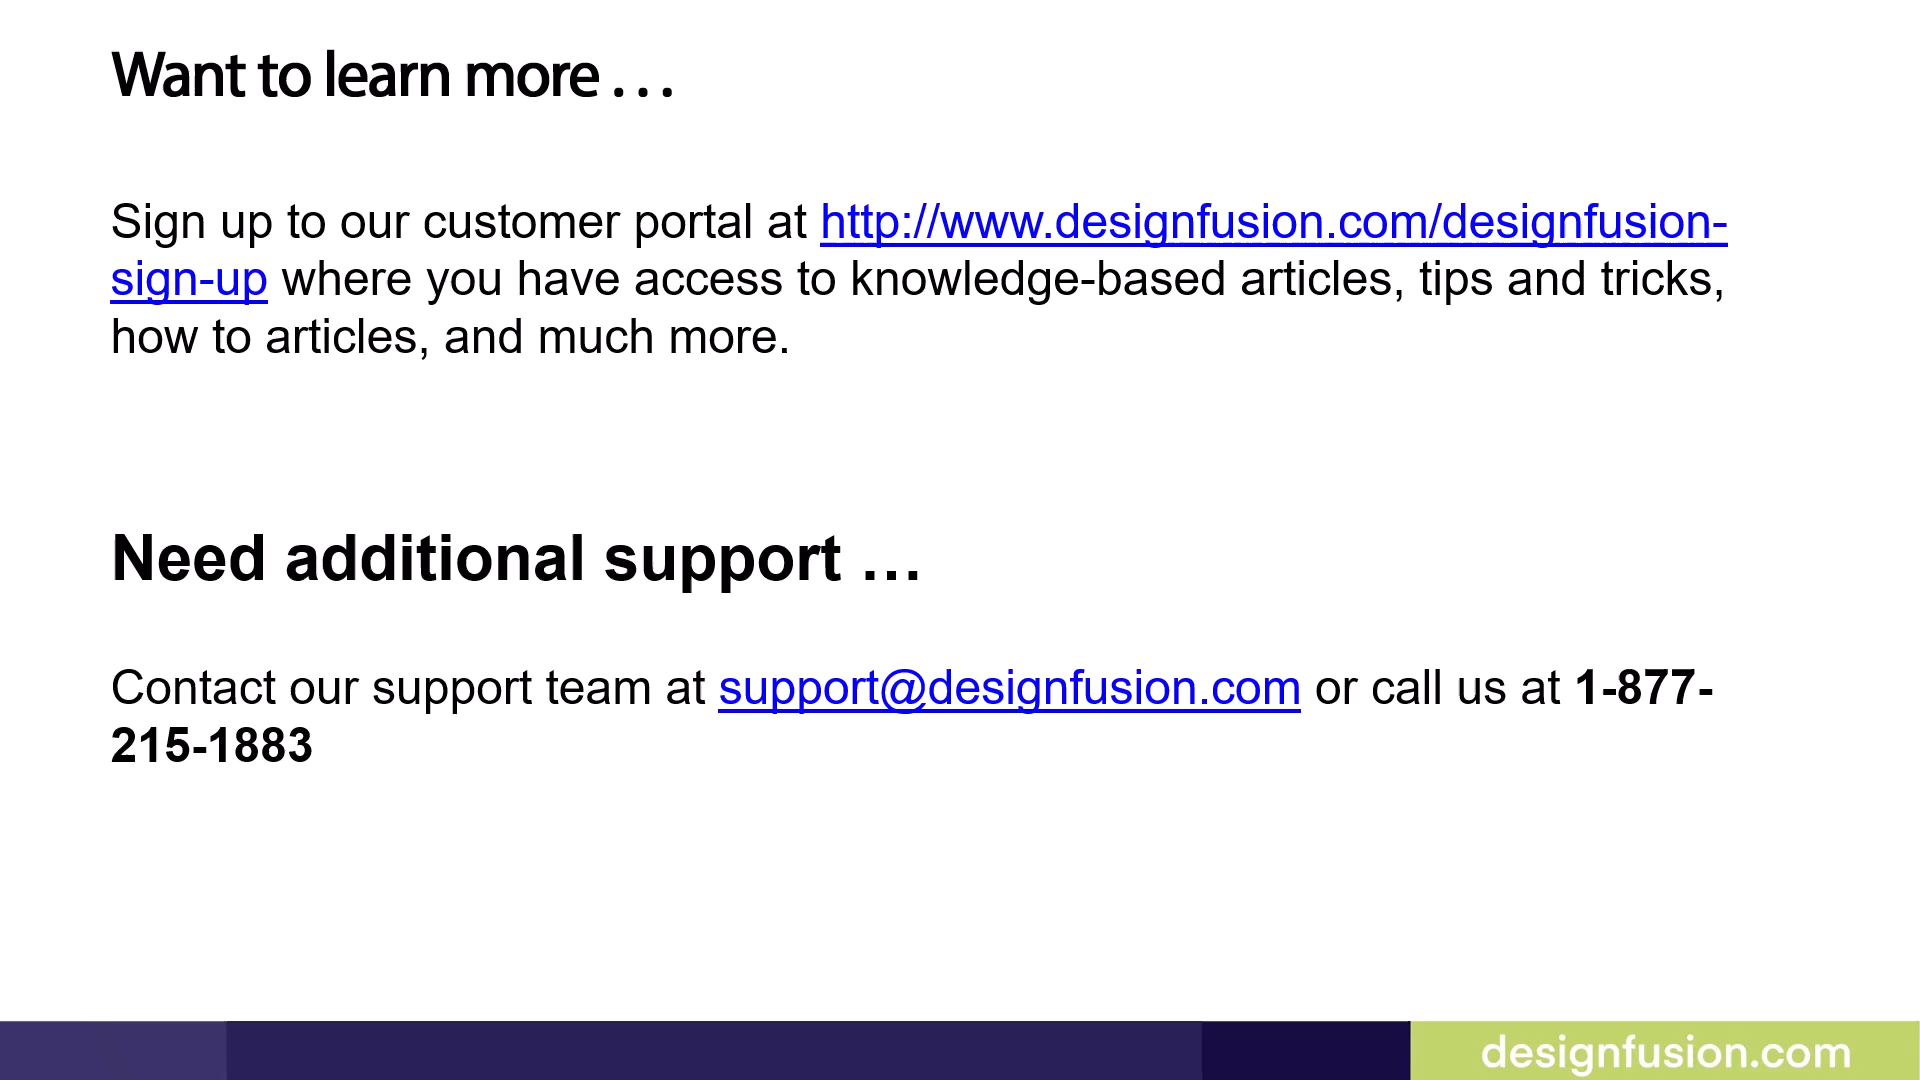 Want to learn more . . .
Sign up to our customer portal at http://www.designfusion.com/designfusion-
sign-up where you have access to knowledge-based articles, tips and tricks,
how to articles, and much more.
Need additional support …
Contact our support team at support@designfusion.com or call us at 1-877-
215-1883
designfusion.com